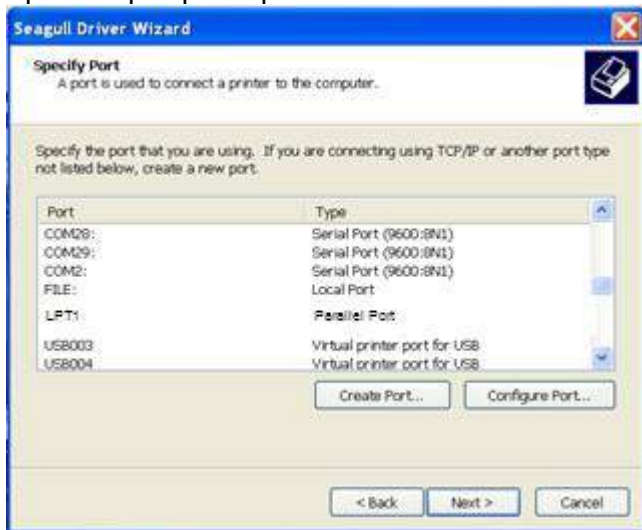 Seagull Driver Wizard
Specify Port
A port is used to connect a printer to the computer.
Specify the port that you are using. If you are connecting using TCP/IP or another port type
not listed below, create a new port.
Port Type
COM28: Serial Port (9600:8N1)
COM29: Serial Port (9600:8N1)
COM2: Serial Port (9600:8N1)
FILE: Local Port
LPT1 Parallel Port
USB003 Virtual printer port for USB
USB004 Virtual printer port for USB
Create Port... Configure Port...
< Back Next > Cancel